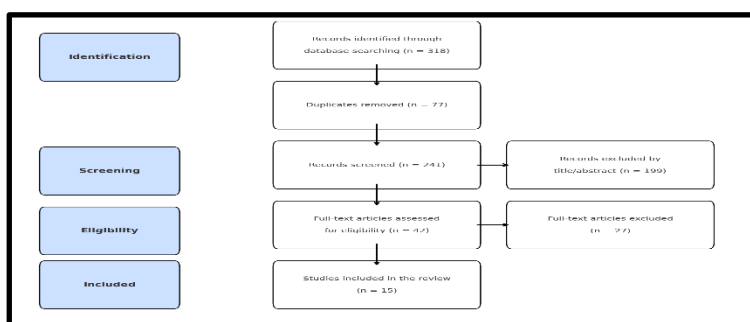 Identification
Records identified through
database searching (n = 318)
Duplicates removed (n = 77)
Screening
Records screened (n = 241)
Records excluded by
title/abstract (n = 199)
Eligibility
Full-text articles assessed
for eligibility (n = 42)
Full-text articles excluded
(n = 27)
Included
Studies included in the review
(n = 15)